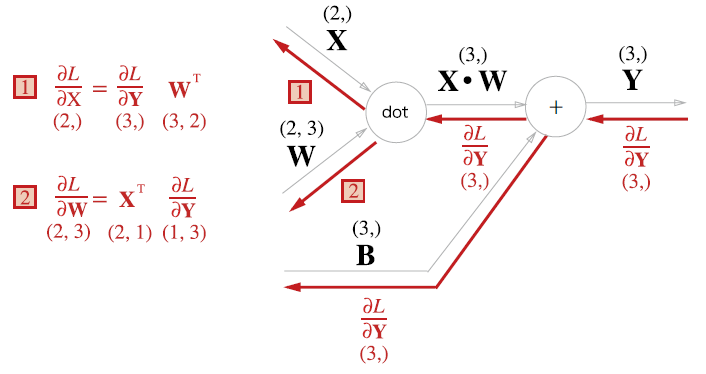 1 ∂L/∂X = ∂L/∂Y W^T
(2,) (3,) (3, 2)
2 ∂L/∂W = X^T ∂L/∂Y
(2, 3) (2, 1) (1, 3)
(2,)
X
1
(2, 3)
W
2
dot
(3,)
X • W
∂L/∂Y
(3,)
+
(3,)
Y
∂L/∂Y
(3,)
(3,)
B
∂L/∂Y
(3,)